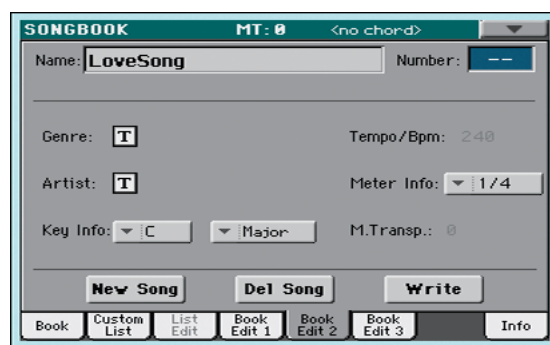 SONGBOOK MT:0 <no chord>
Name: LoveSong Number: --
Genre: T Tempo/Bpm: 240
Artist: T Meter Info: 1/4
Key Info: C Major M.Transp.: 0
New Song Del Song Write
Book Custom List List Edit Book Edit 1 Book Edit 2 Book Edit 3 Info